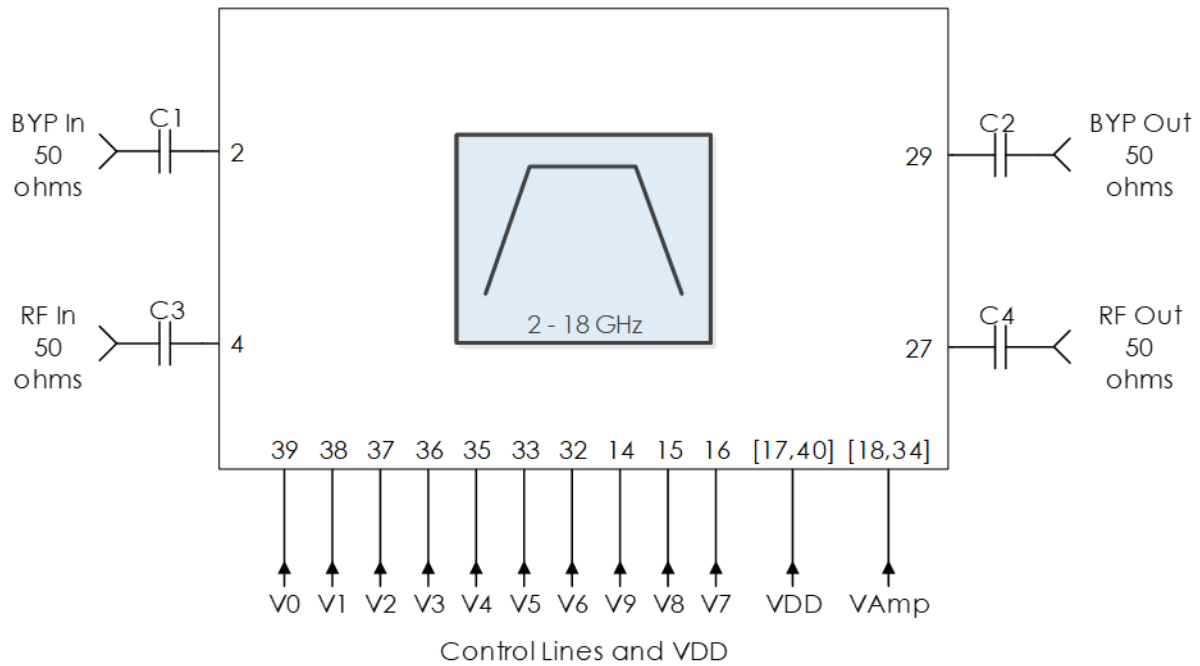 BYP In
50
ohms
C1
2
29
C2
BYP Out
50
ohms
2 - 18 GHz
RF In
50
ohms
C3
4
27
C4
RF Out
50
ohms
39 38 37 36 35 33 32 14 15 16 [17,40] [18,34]
V0 V1 V2 V3 V4 V5 V6 V9 V8 V7 VDD VAmp
Control Lines and VDD